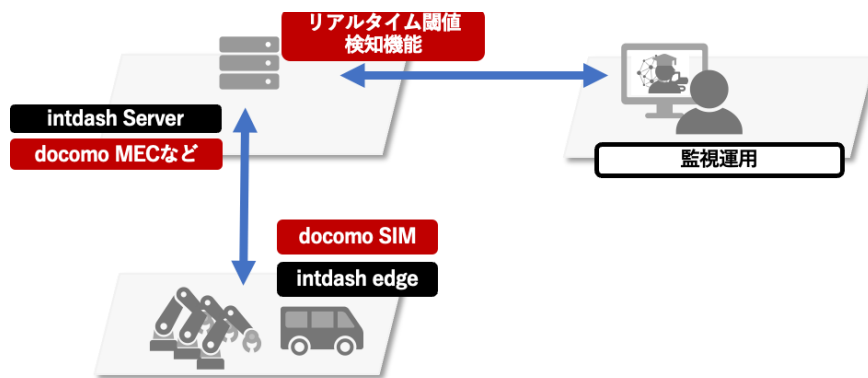 リアルタイム閾値
検知機能
intdash Server
docomo MECなど
監視運用
docomo SIM
intdash edge